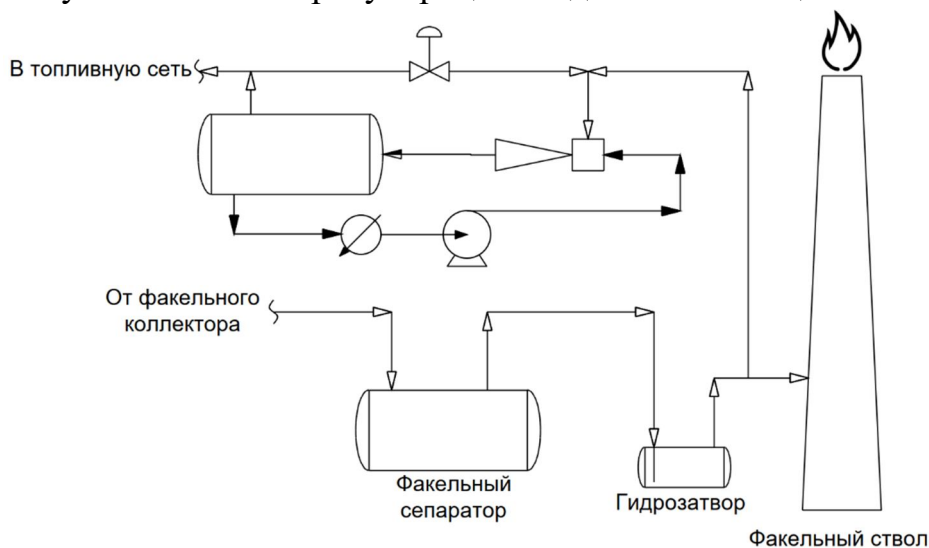 В топливную сеть
От факельного
коллектора
Факельный
сепаратор
Гидрозатвор
Факельный ствол